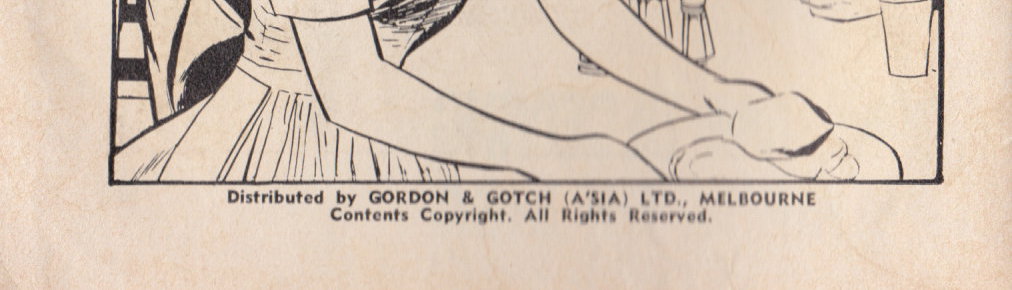 Distributed by GORDON & GOTCH (A'SIA) LTD., MELBOURNE
Contents Copyright. All Rights Reserved.